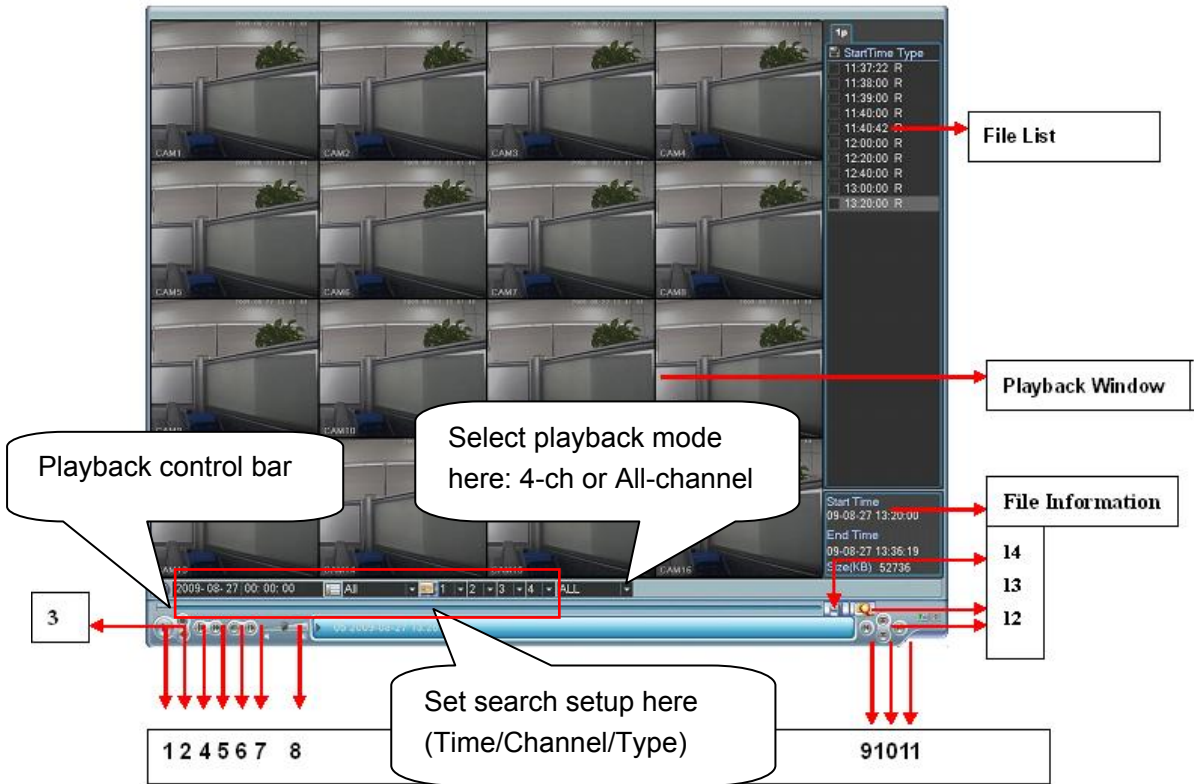 1p
StartTime Type
11:37:22 R
11:38:00 R
11:39:00 R
11:40:00 R
11:40:42 R
12:00:00 R
12:20:00 R
12:40:00 R
13:00:00 R
13:20:00 R
File List
CAM1
CAM2
CAM3
CAM4
CAM5
CAM6
CAM7
CAM8
CAM9
CAM10
Playback Window
Playback control bar
Select playback mode
here: 4-ch or All-channel
Start Time
09-08-27 13:20:00
End Time
09-08-27 13:36:19
Size(KB) 52736
File Information
14
13
12
CAM16
2009- 08- 27 00: 00: 00 All 1 2 3 4 ALL
3
Set search setup here
(Time/Channel/Type)
1 2 4 5 6 7 8
91011